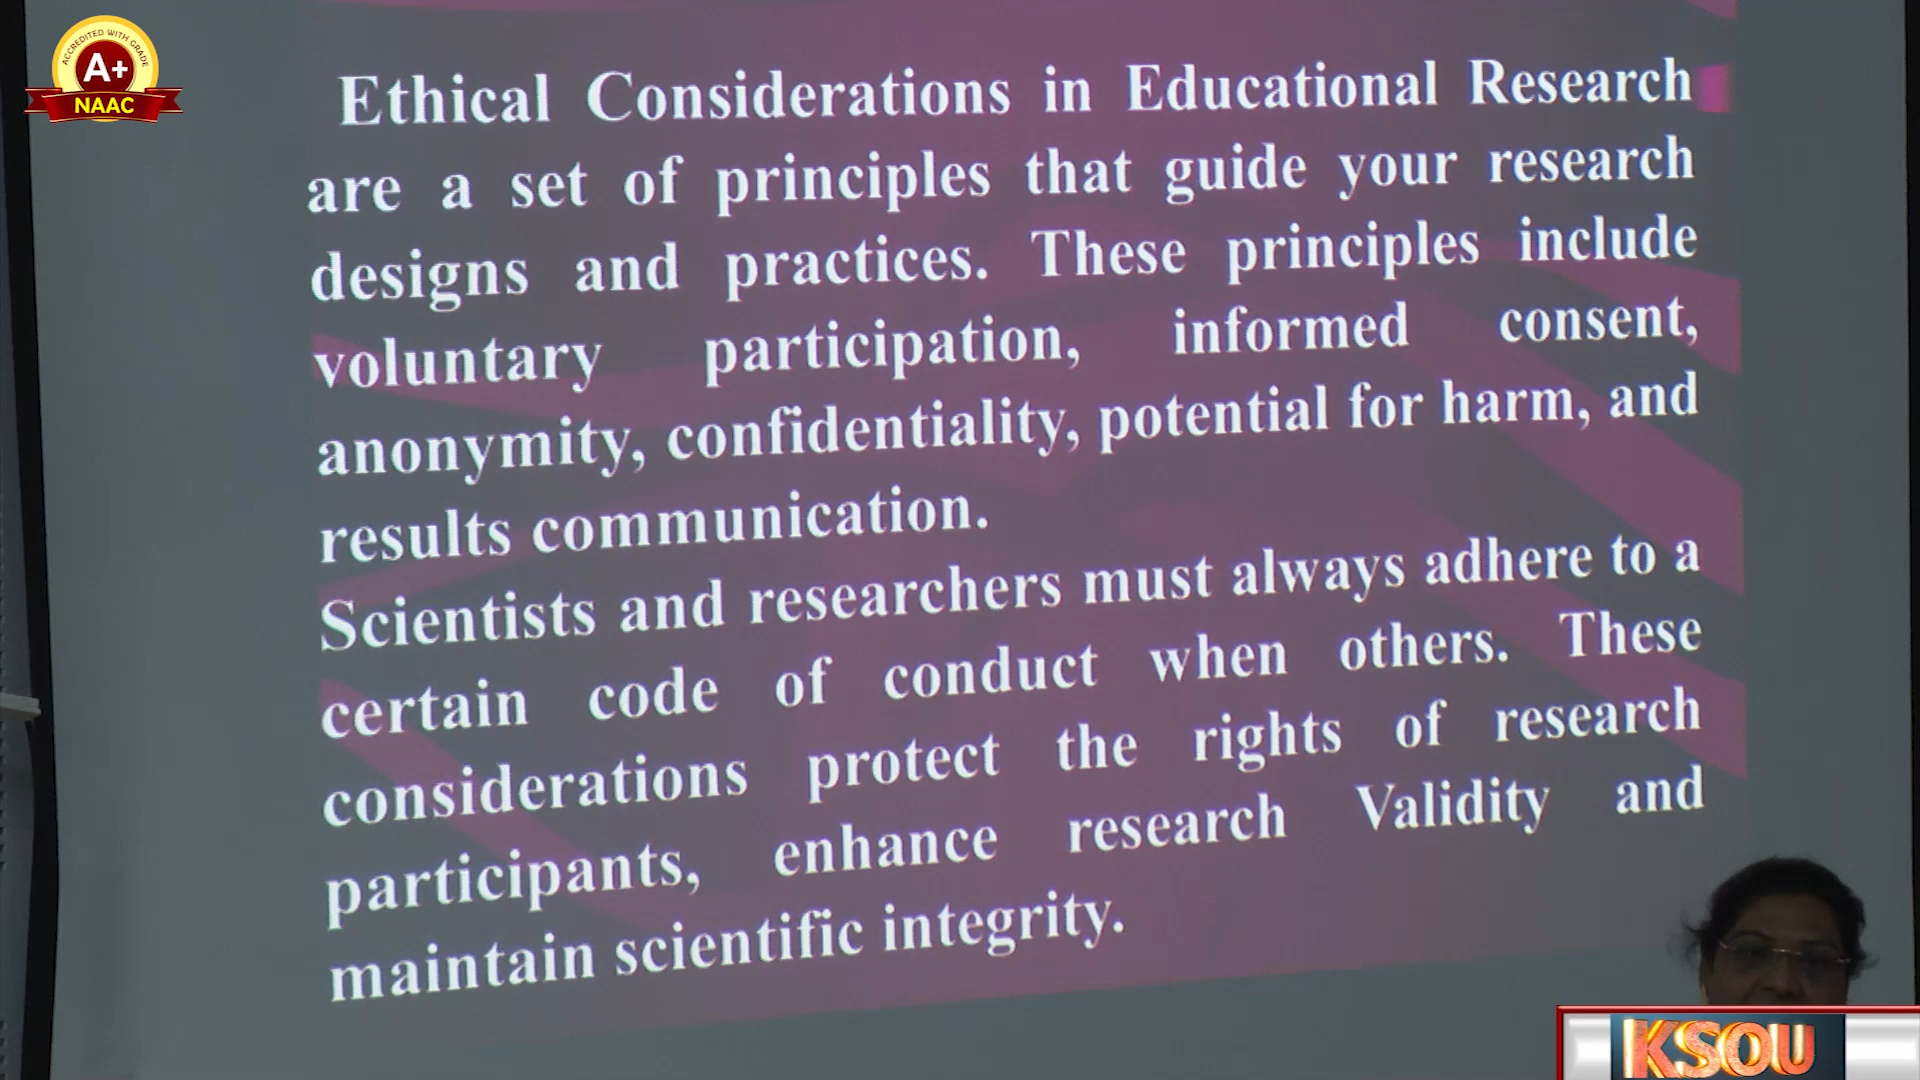 ACCREDITED WITH GRADE
A+
NAAC
Ethical Considerations in Educational Research
are a set of principles that guide your research
designs and practices. These principles include
voluntary participation, informed consent,
anonymity, confidentiality, potential for harm, and
results communication.
Scientists and researchers must always adhere to a
certain code of conduct when others. These
considerations protect the rights of research
participants, enhance research Validity and
maintain scientific integrity.
KSOU